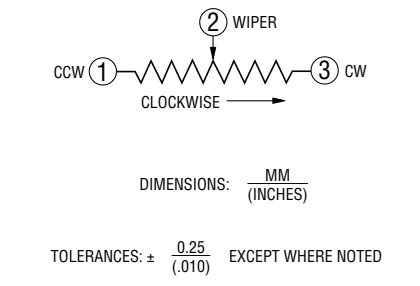 2 WIPER
CCW 1 3 CW
CLOCKWISE
DIMENSIONS: MM
(INCHES)
TOLERANCES: ± 0.25
(.010) EXCEPT WHERE NOTED